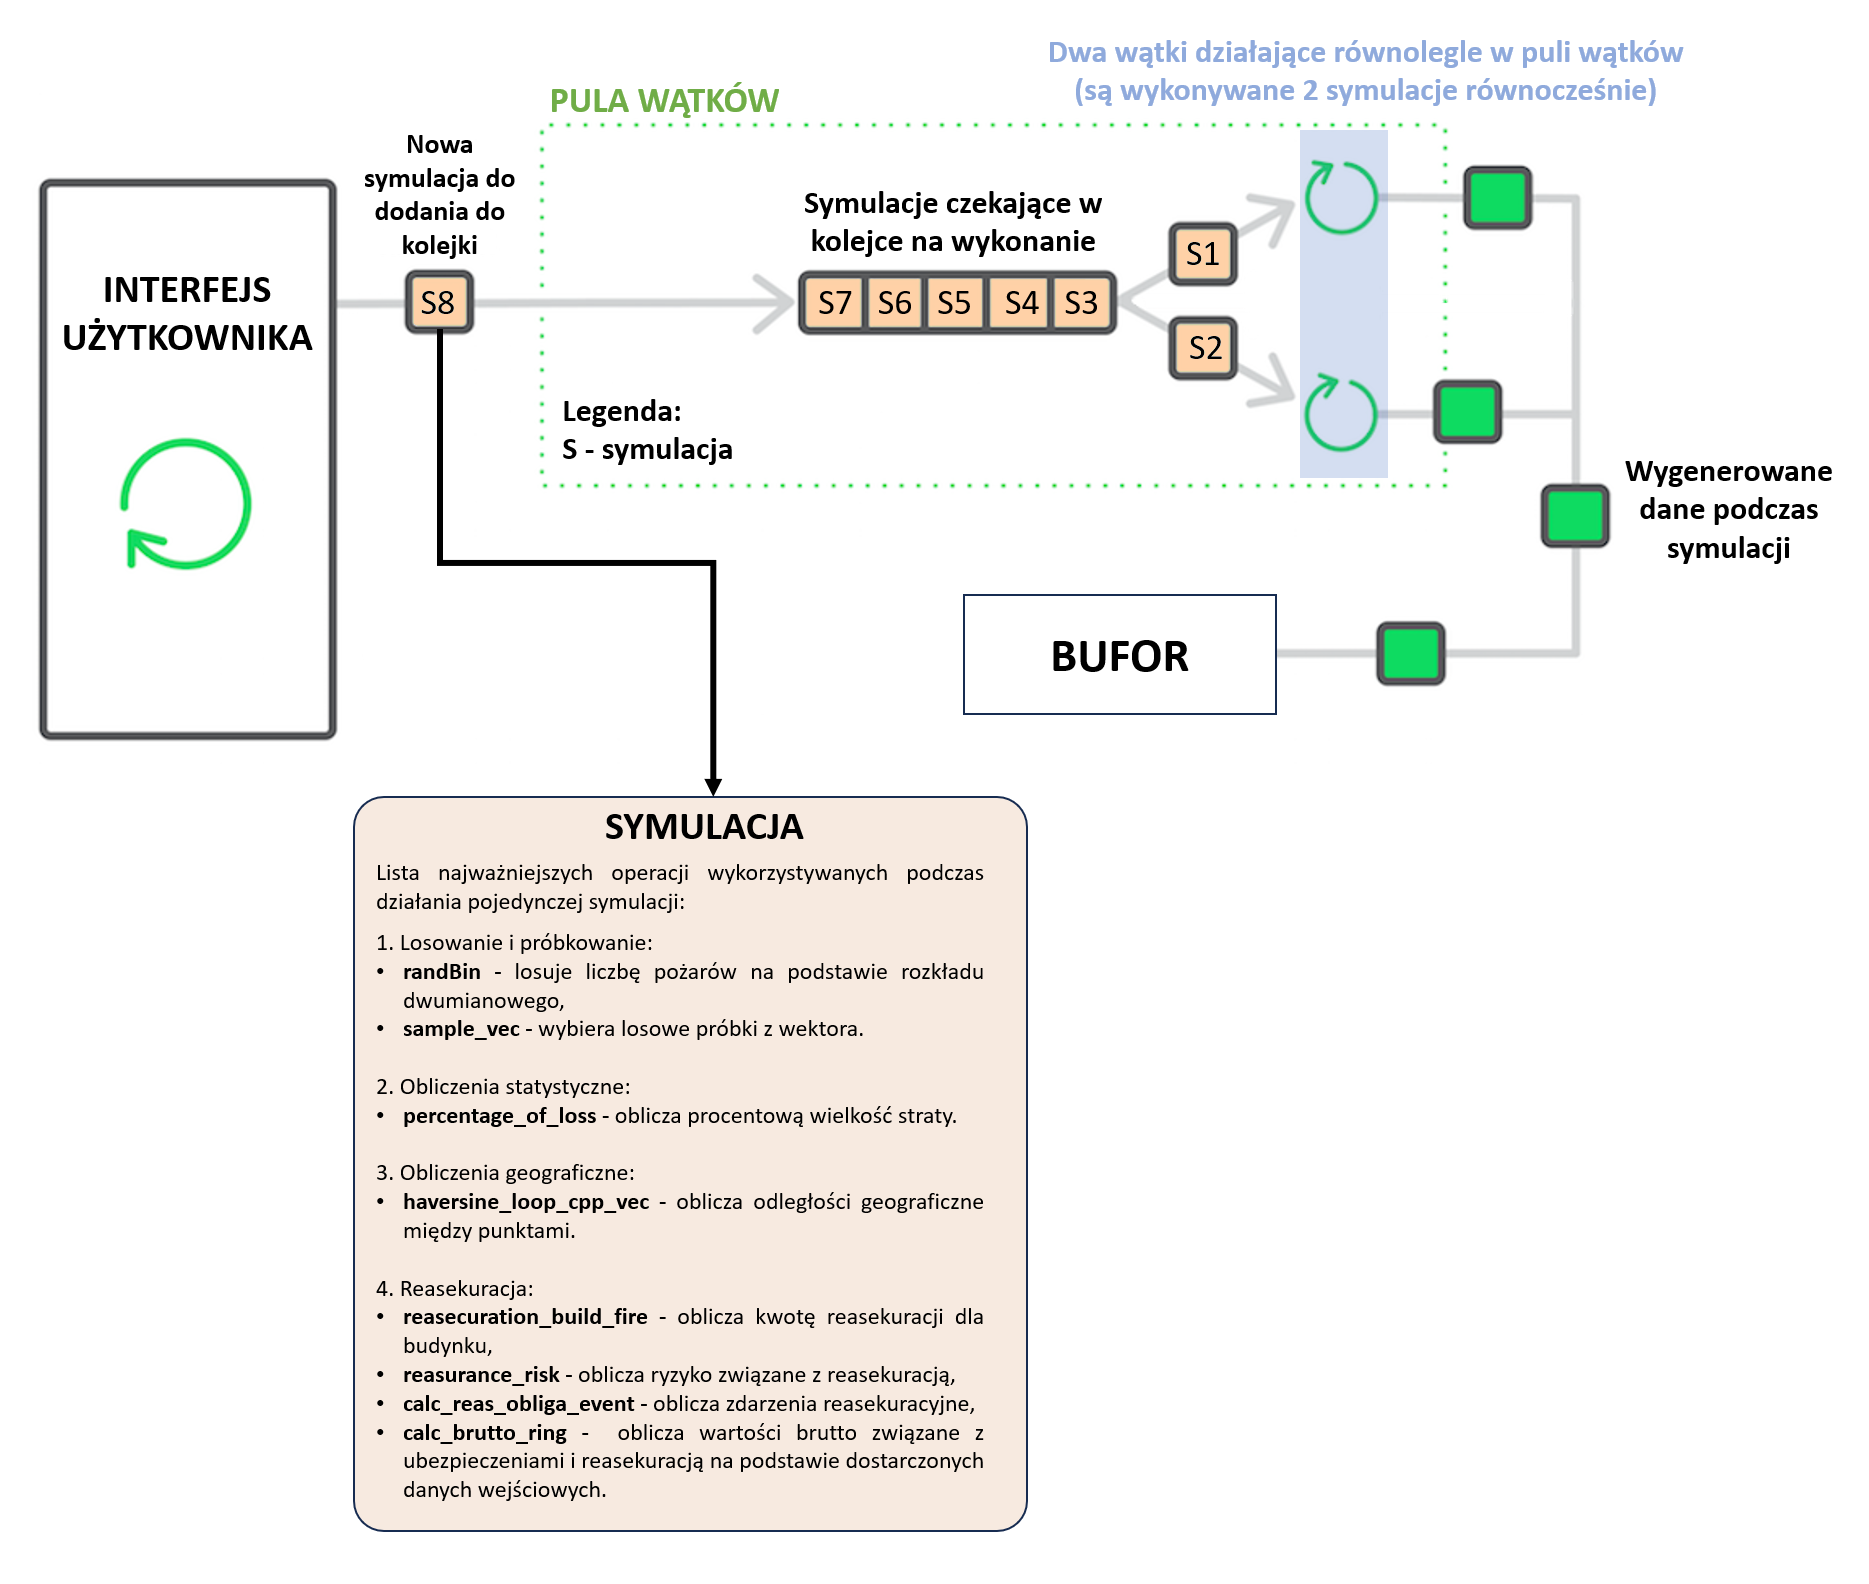 Dwa wątki działające równolegle w puli wątków
(są wykonywane 2 symulacje równocześnie)
PULA WĄTKÓW
Nowa
symulacja do
dodania do
kolejki
INTERFEJS
UŻYTKOWNIKA
S8
Symulacje czekające w
kolejce na wykonanie
S7 S6 S5 S4 S3
S1
S2
Legenda:
S - symulacja
Wygenerowane
dane podczas
symulacji
BUFOR
SYMULACJA
Lista najważniejszych operacji wykorzystywanych podczas
działania pojedynczej symulacji:
1. Losowanie i próbkowanie:
• randBin - losuje liczbę pożarów na podstawie rozkładu
dwumianowego,
• sample_vec - wybiera losowe próbki z wektora.
2. Obliczenia statystyczne:
• percentage_of_loss - oblicza procentową wielkość straty.
3. Obliczenia geograficzne:
• haversine_loop_cpp_vec - oblicza odległości geograficzne
między punktami.
4. Reasekuracja:
• reasecuration_build_fire - oblicza kwotę reasekuracji dla
budynku,
• reasurance_risk - oblicza ryzyko związane z reasekuracją,
• calc_reas_obliga_event - oblicza zdarzenia reasekuracyjne,
• calc_brutto_ring - oblicza wartości brutto związane z
ubezpieczeniami i reasekuracją na podstawie dostarczonych
danych wejściowych.